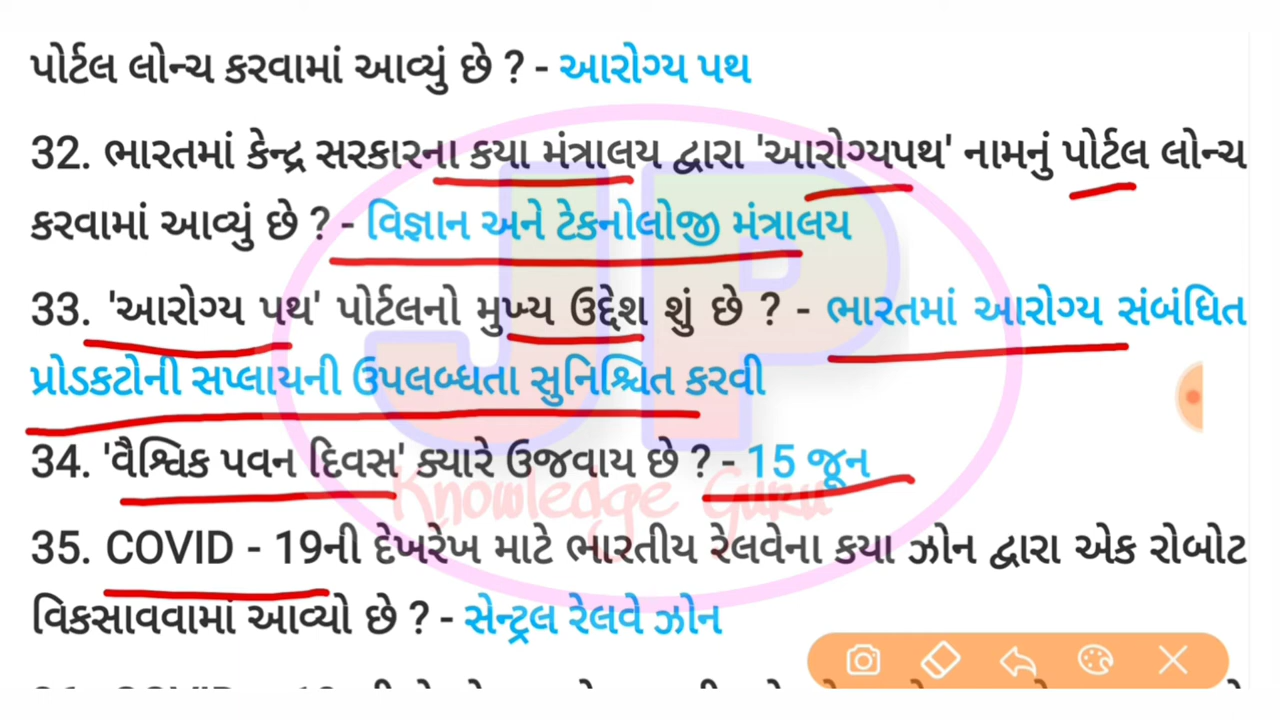 પોર્ટલ લોન્ચ કરવામાં આવ્યું છે ? - આરોગ્ય પથ
32. ભારતમાં કેન્દ્ર સરકારના કયા મંત્રાલય દ્વારા 'આરોગ્યપથ' નામનું પોર્ટલ લોન્ચ
કરવામાં આવ્યું છે ? - વિજ્ઞાન અને ટેકનોલોજી મંત્રાલય
33. 'આરોગ્ય પથ' પોર્ટલનો મુખ્ય ઉદ્દેશ શું છે ? - ભારતમાં આરોગ્ય સંબંધિત
પ્રોડકટોની સપ્લાયની ઉપલબ્ધતા સુનિશ્ચિત કરવી
34. 'વૈશ્વિક પવન દિવસ' ક્યારે ઉજવાય છે ? - 15 જૂન
JP
Knowledge Guru
35. COVID - 19ની દેખરેખ માટે ભારતીય રેલવેના કયા ઝોન દ્વારા એક રોબોટ
વિકસાવવામાં આવ્યો છે ? - સેન્ટ્રલ રેલવે ઝોન